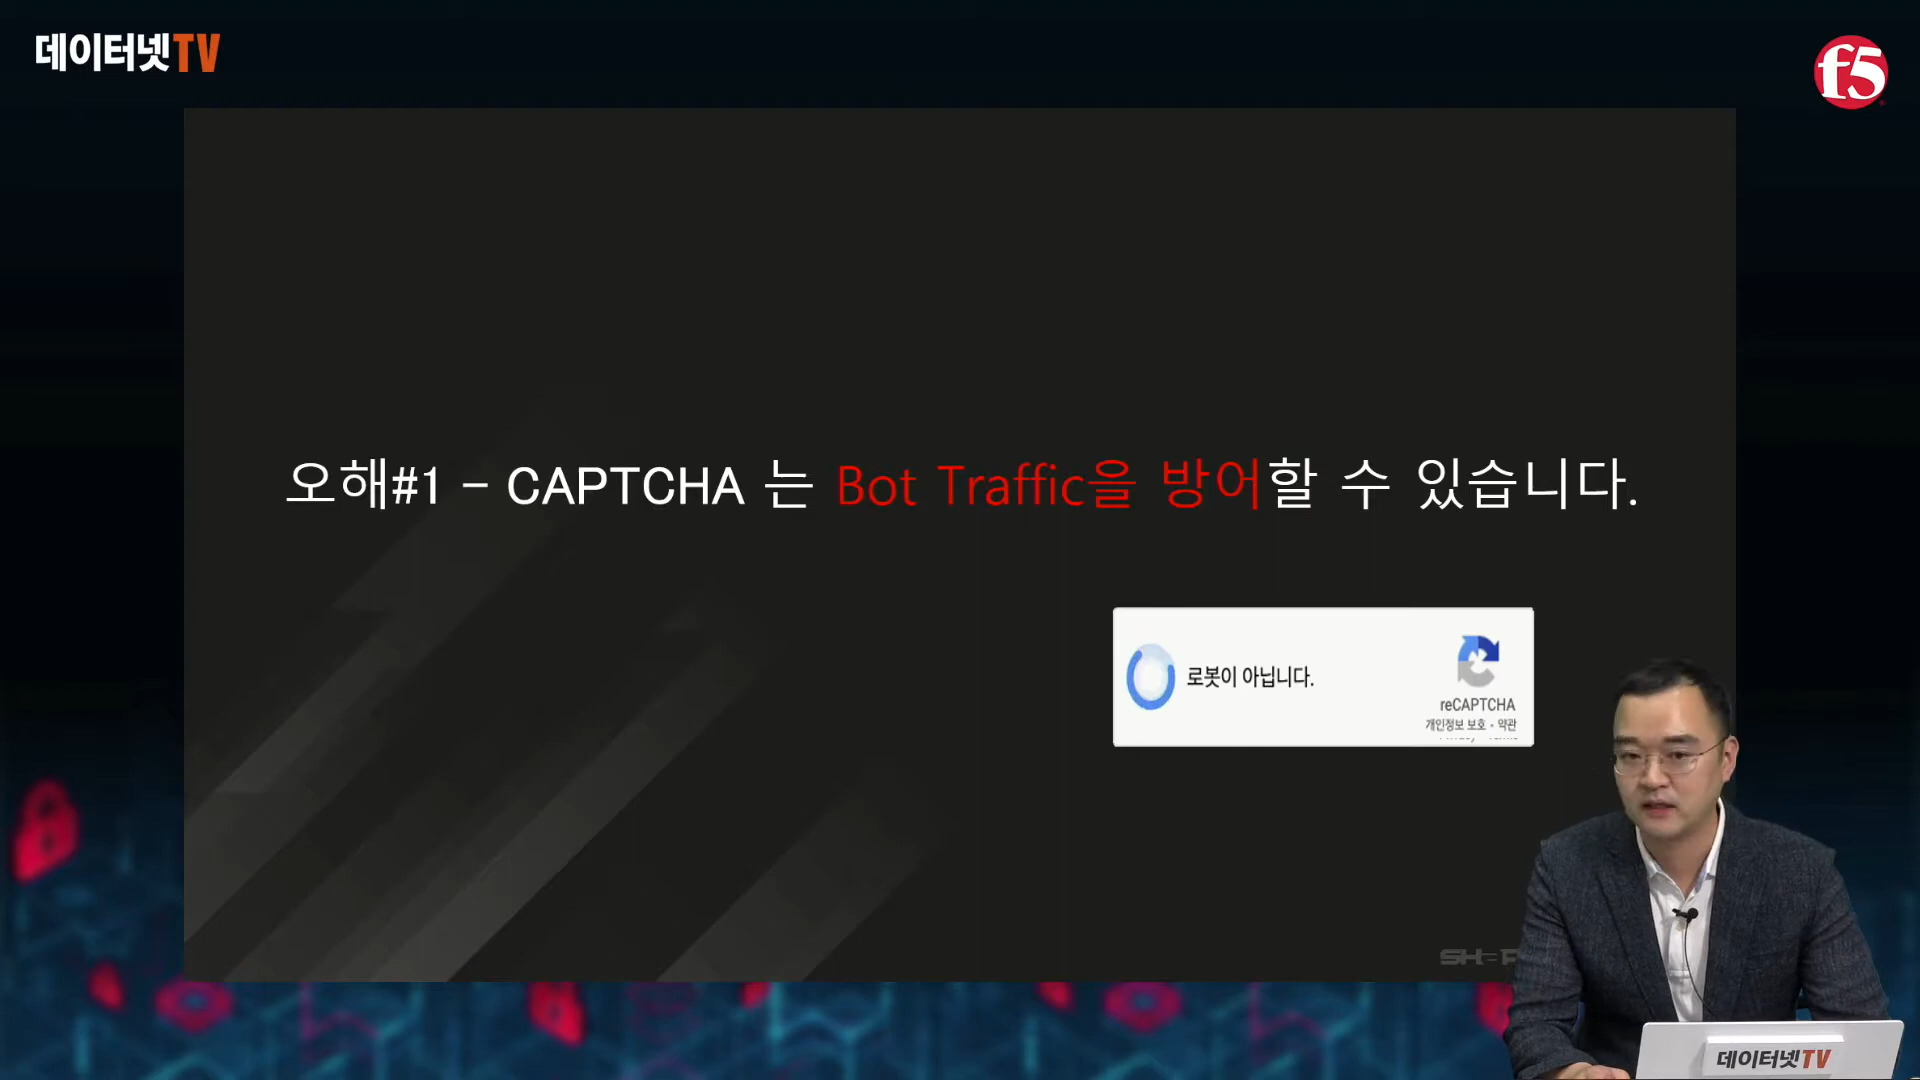 데이터넷TV
f5
오해#1 - CAPTCHA 는 Bot Traffic을 방어할 수 있습니다.
로봇이 아닙니다.
reCAPTCHA
개인정보 보호 - 약관
데이터넷TV